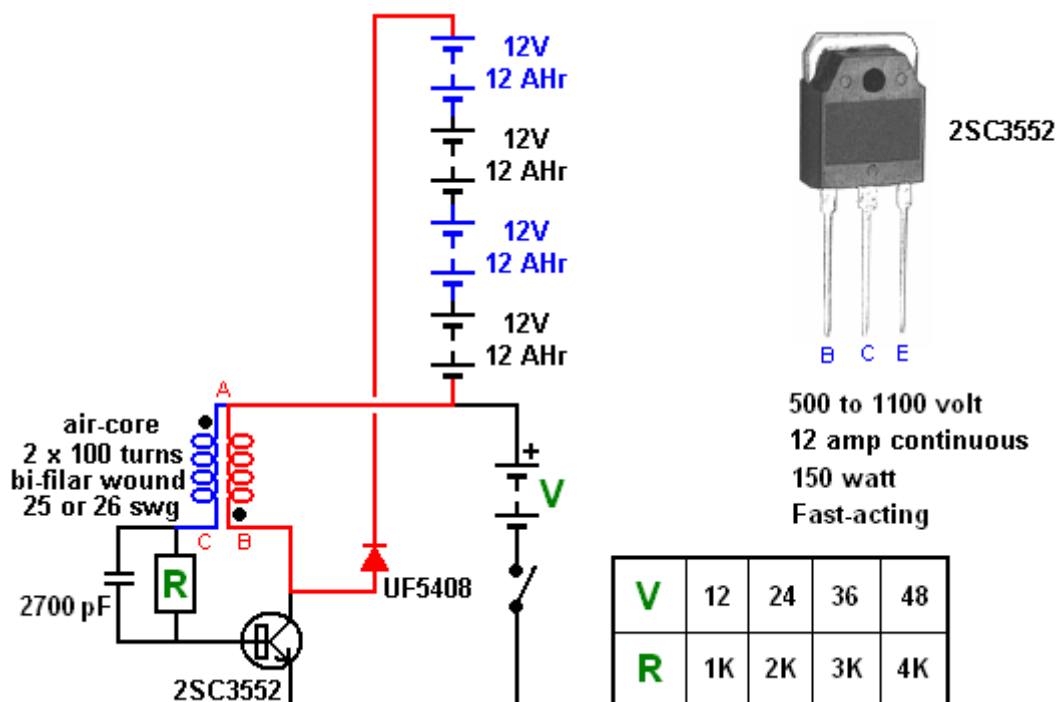 12V
12 AHr
12V
12 AHr
12V
12 AHr
12V
12 AHr
2SC3552
B C E
500 to 1100 volt
12 amp continuous
150 watt
Fast-acting
A
air-core
2 x 100 turns
bi-filar wound
25 or 26 swg
C B
+
V
R
2700 pF
UF5408
2SC3552
V 12 24 36 48
R 1K 2K 3K 4K